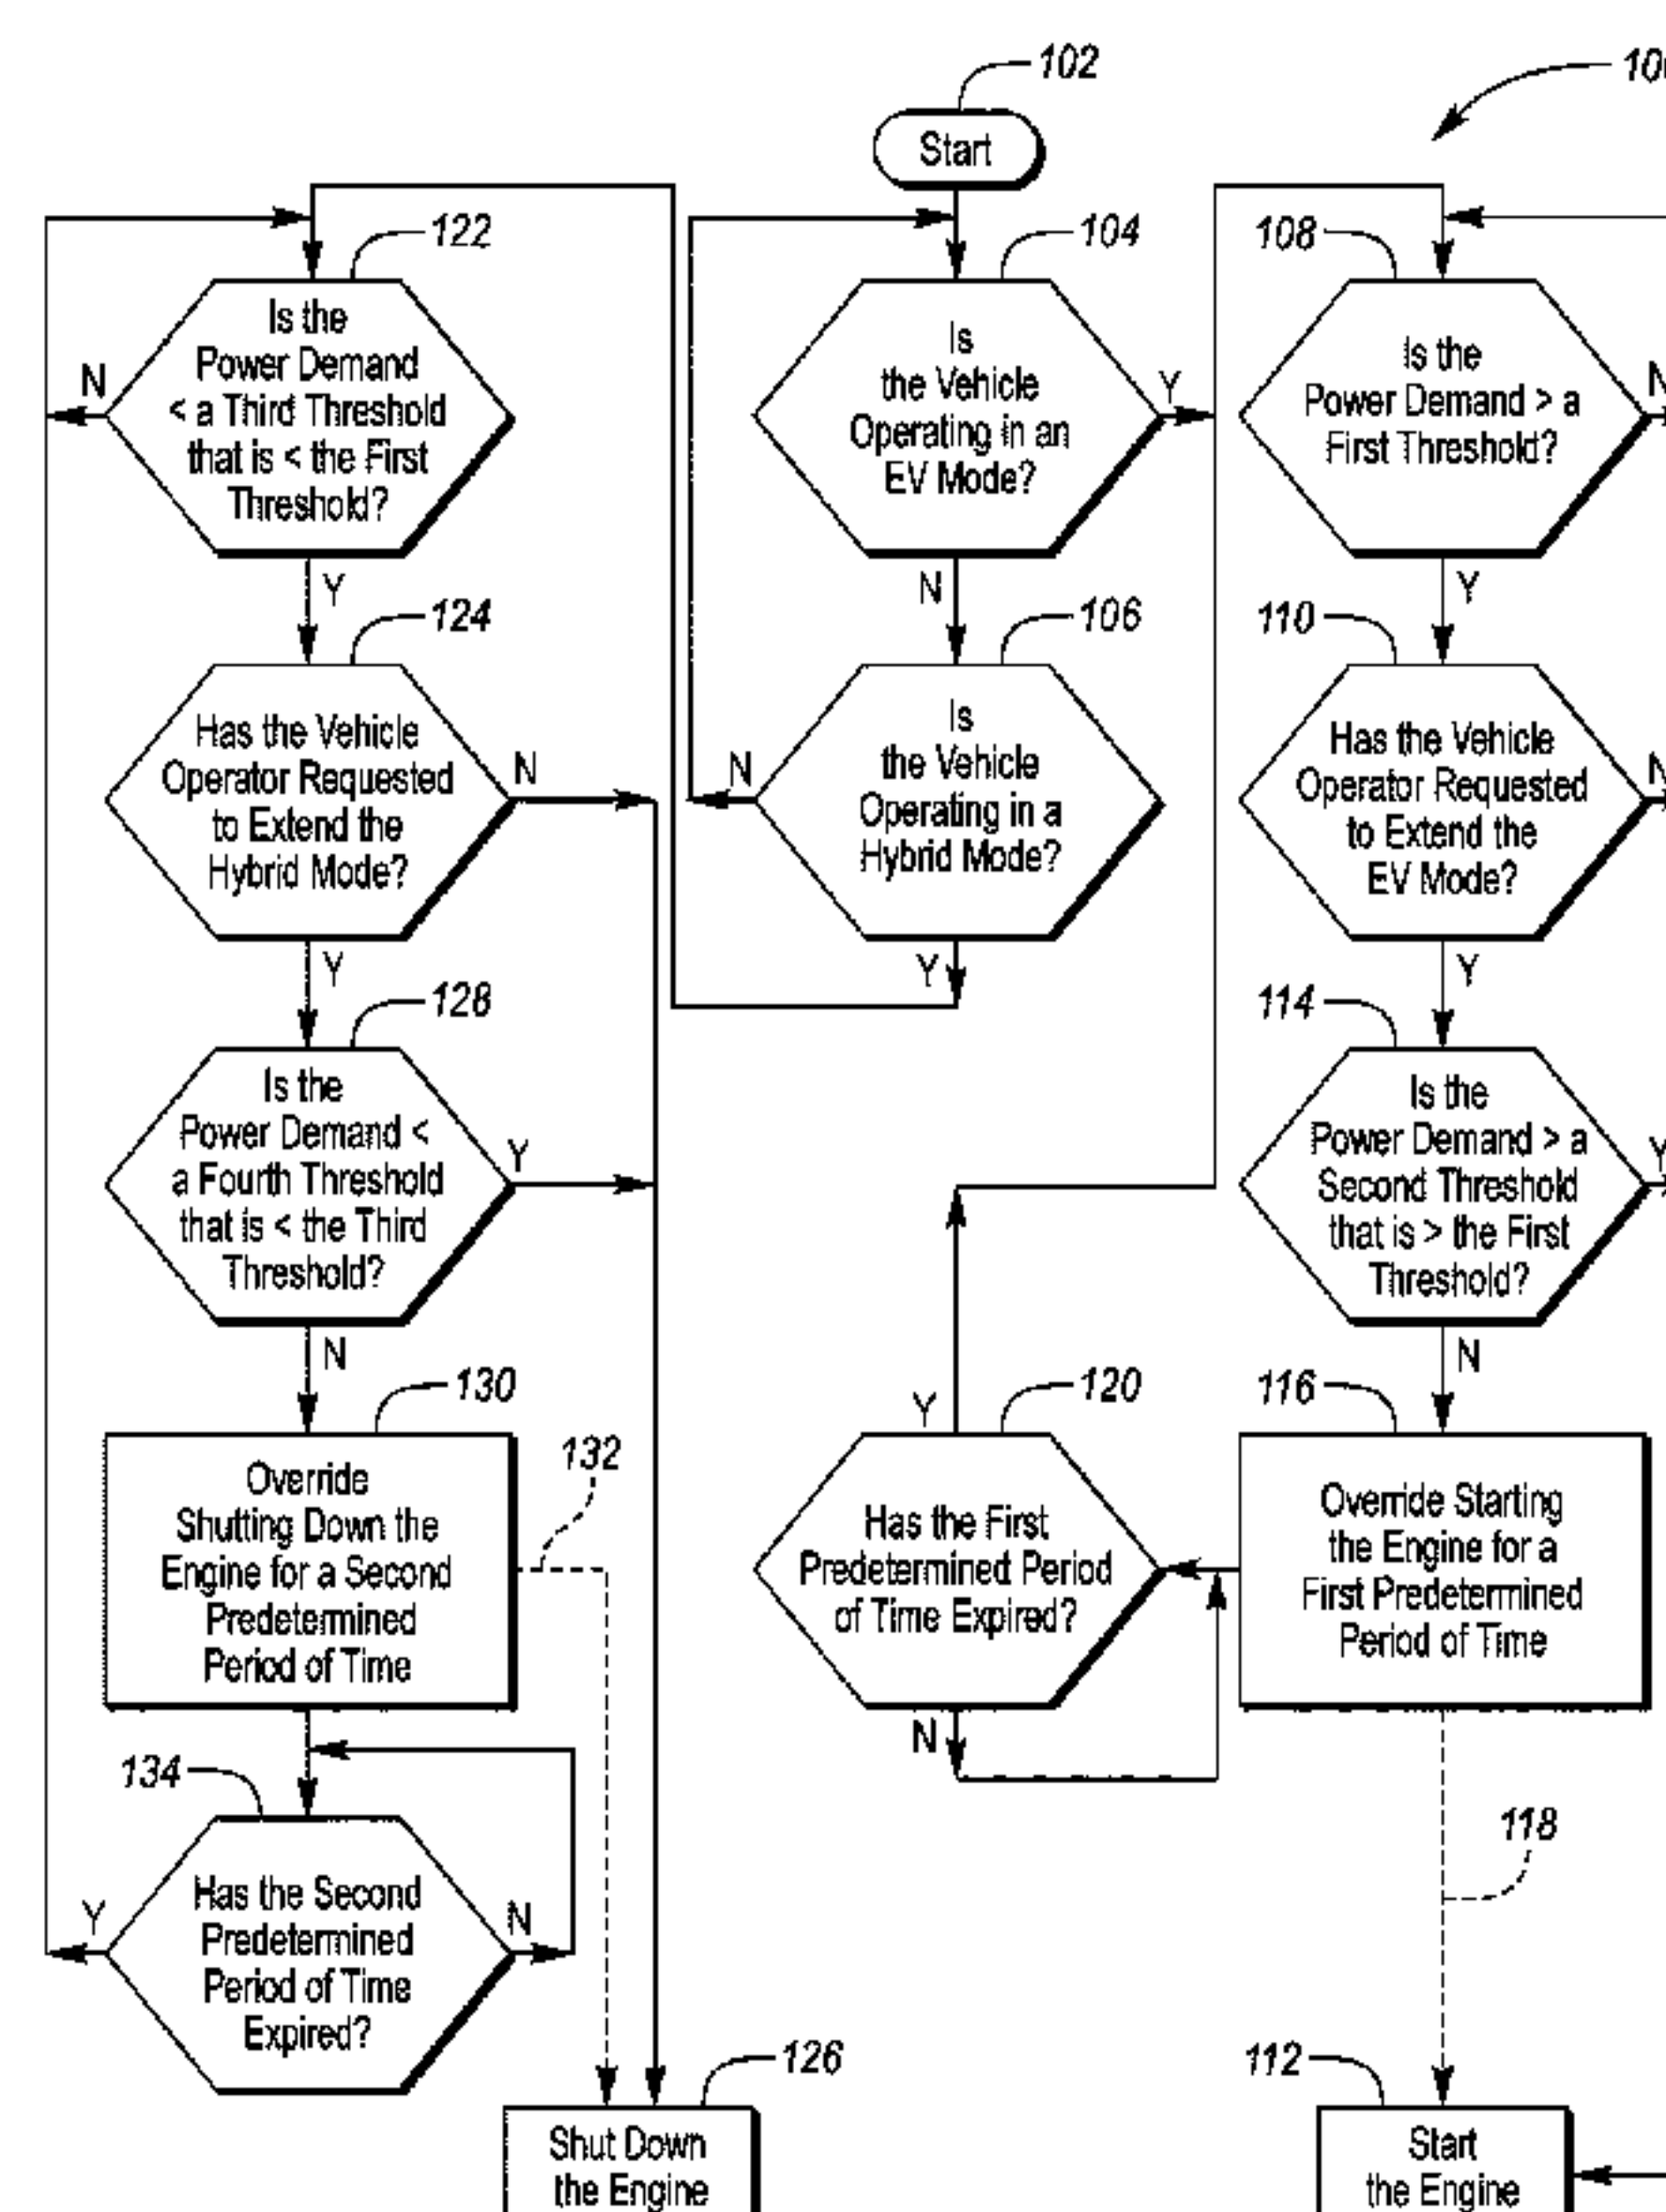 102
10
Start
122
104
108
Is the
Power Demand
< a Third Threshold
that is < the First
Threshold?
N
Y
Is
the Vehicle
Operating in an
EV Mode?
Y
N
Is the
Power Demand > a
First Threshold?
N
Y
124
106
110
Has the Vehicle
Operator Requested
to Extend the
Hybrid Mode?
N
Y
Is
the Vehicle
Operating in a
Hybrid Mode?
N
Y
Has the Vehicle
Operator Requested
to Extend the
EV Mode?
N
Y
128
114
Is the
Power Demand <
a Fourth Threshold
that is < the Third
Threshold?
Y
N
Is the
Power Demand > a
Second Threshold
that is > the First
Threshold?
Y
N
130
132
120
116
Override
Shutting Down the
Engine for a Second
Predetermined
Period of Time
Y
Has the First
Predetermined Period
of Time Expired?
N
Override Starting
the Engine for a
First Predetermined
Period of Time
134
118
Has the Second
Predetermined
Period of Time
Expired?
Y
N
126
112
Shut Down
the Engine
Start
the Engine